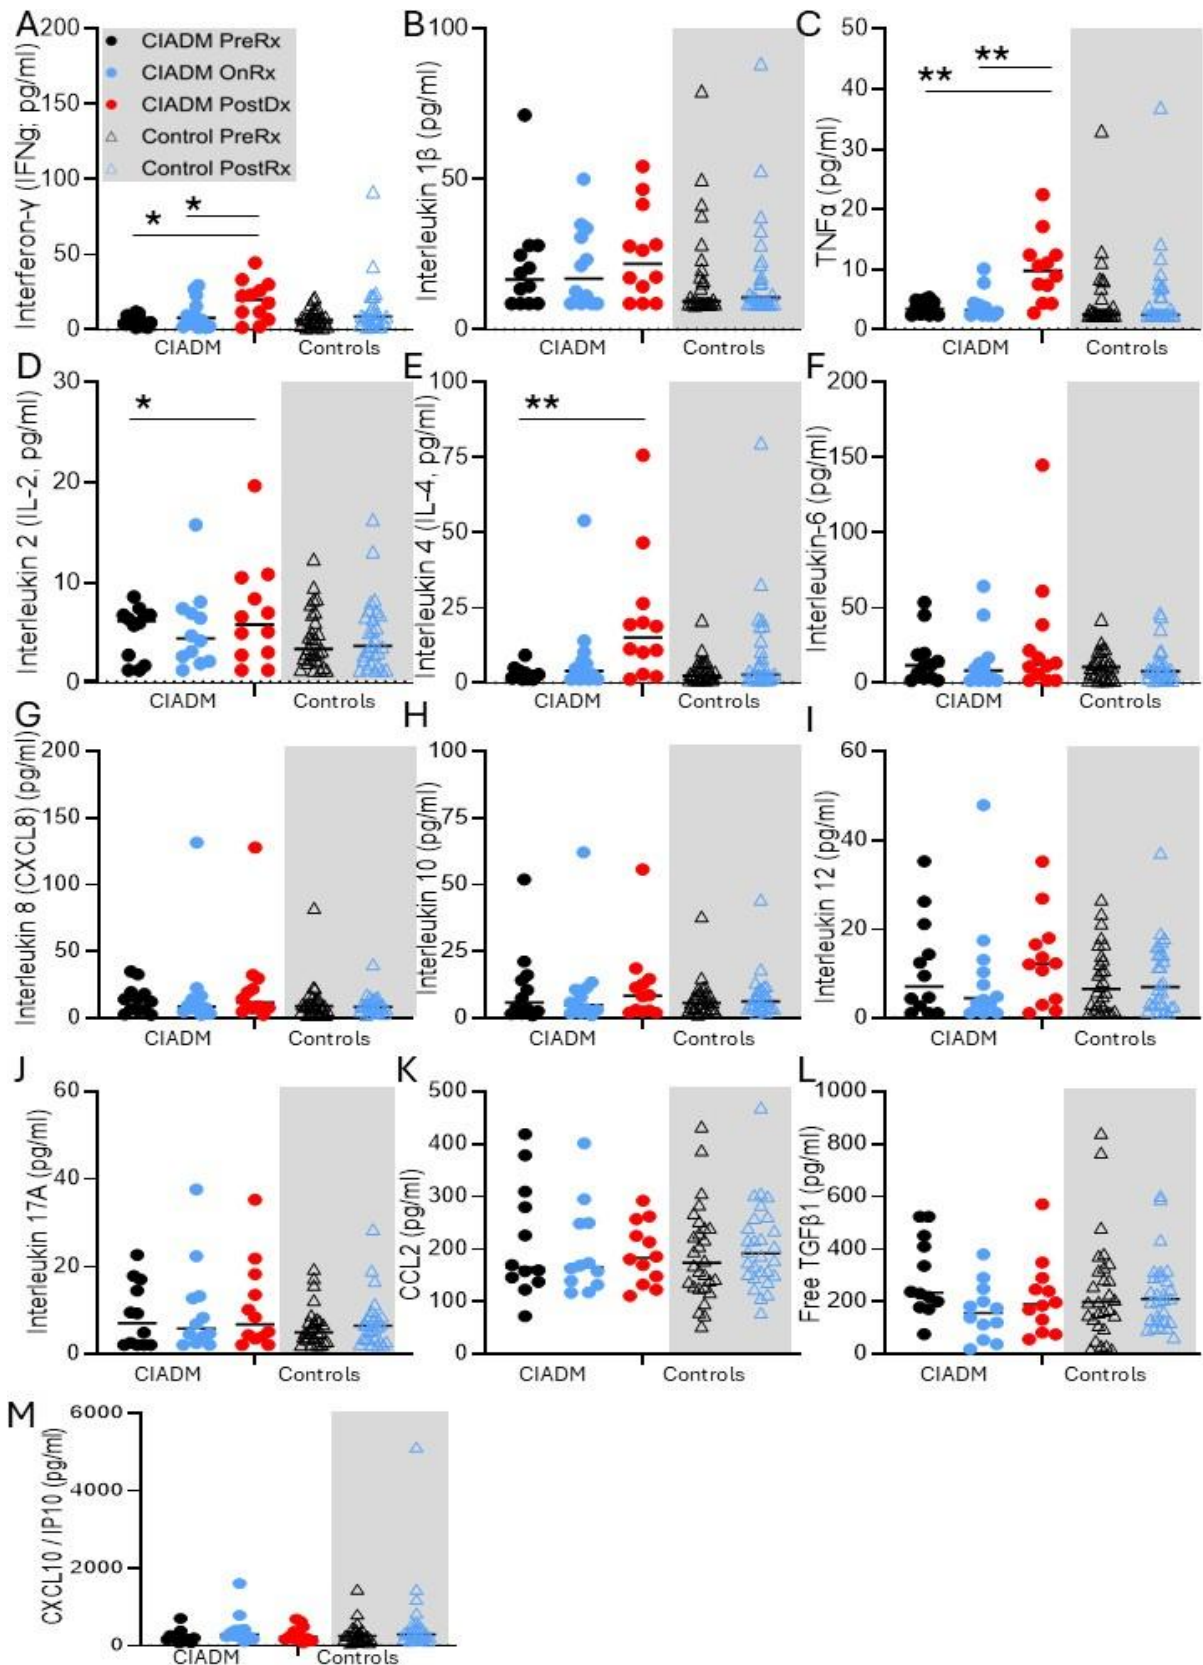 A
Interferon-γ (IFNg; pg/ml)
200
150
100
50
0
CIADM PreRx
CIADM OnRx
CIADM PostDx
Control PreRx
Control PostRx
*
*
CIADM
Controls
B
Interleukin 1β (pg/ml)
100
50
0
CIADM
Controls
C
TNFα (pg/ml)
50
40
30
20
10
0
**
**
CIADM
Controls
D
Interleukin 2 (IL-2, pg/ml)
30
20
10
0
*
CIADM
Controls
E
Interleukin 4 (IL-4, pg/ml)
100
75
50
25
0
**
CIADM
Controls
F
Interleukin-6 (pg/ml)
200
150
100
50
0
CIADM
Controls
G
Interleukin 8 (CXCL8) (pg/ml)
200
150
100
50
0
CIADM
Controls
H
Interleukin 10 (pg/ml)
100
75
50
25
0
CIADM
Controls
I
Interleukin 12 (pg/ml)
60
40
20
0
CIADM
Controls
J
Interleukin 17A (pg/ml)
60
40
20
0
CIADM
Controls
K
CCL2 (pg/ml)
500
400
300
200
100
0
CIADM
Controls
L
Free TGFβ1 (pg/ml)
1000
800
600
400
200
0
CIADM
Controls
M
CXCL10 / IP10 (pg/ml)
6000
4000
2000
0
CIADM
Controls